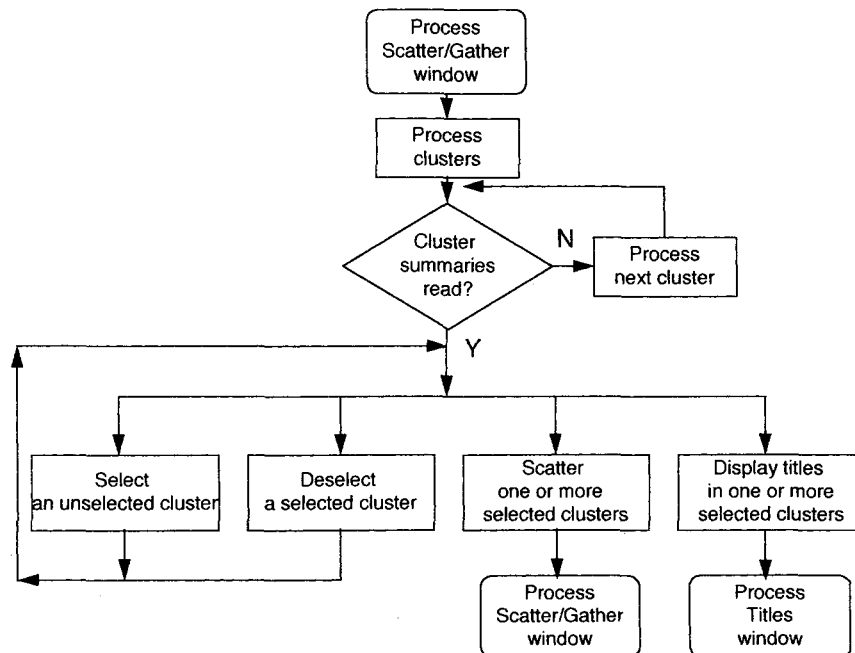 Process
Scatter/Gather
window
Process
clusters
Cluster
summaries
read?
N
Process
next cluster
Y
Select
an unselected cluster
Deselect
a selected cluster
Scatter
one or more
selected clusters
Display titles
in one or more
selected clusters
Process
Scatter/Gather
window
Process
Titles
window